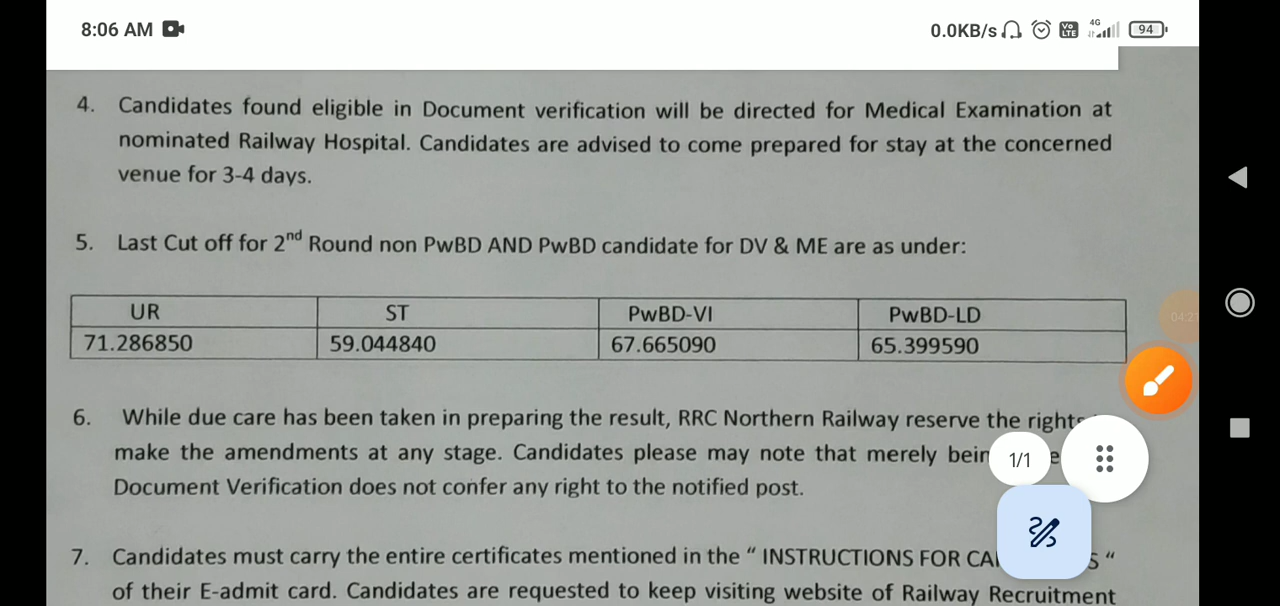 8:06 AM
0.0KB/s
Vo LTE
4G
94
4. Candidates found eligible in Document verification will be directed for Medical Examination at
nominated Railway Hospital. Candidates are advised to come prepared for stay at the concerned
venue for 3-4 days.
5. Last Cut off for 2nd Round non PwBD AND PwBD candidate for DV & ME are as under:
UR ST PwBD-VI PwBD-LD
71.286850 59.044840 67.665090 65.399590
04:2
6. While due care has been taken in preparing the result, RRC Northern Railway reserve the rights
make the amendments at any stage. Candidates please may note that merely
1/1
Document Verification does not confer any right to the notified post.
7. Candidates must carry the entire certificates mentioned in the “ INSTRUCTIONS FOR “
of their E-admit card. Candidates are requested to keep visiting website of Railway Recruitment